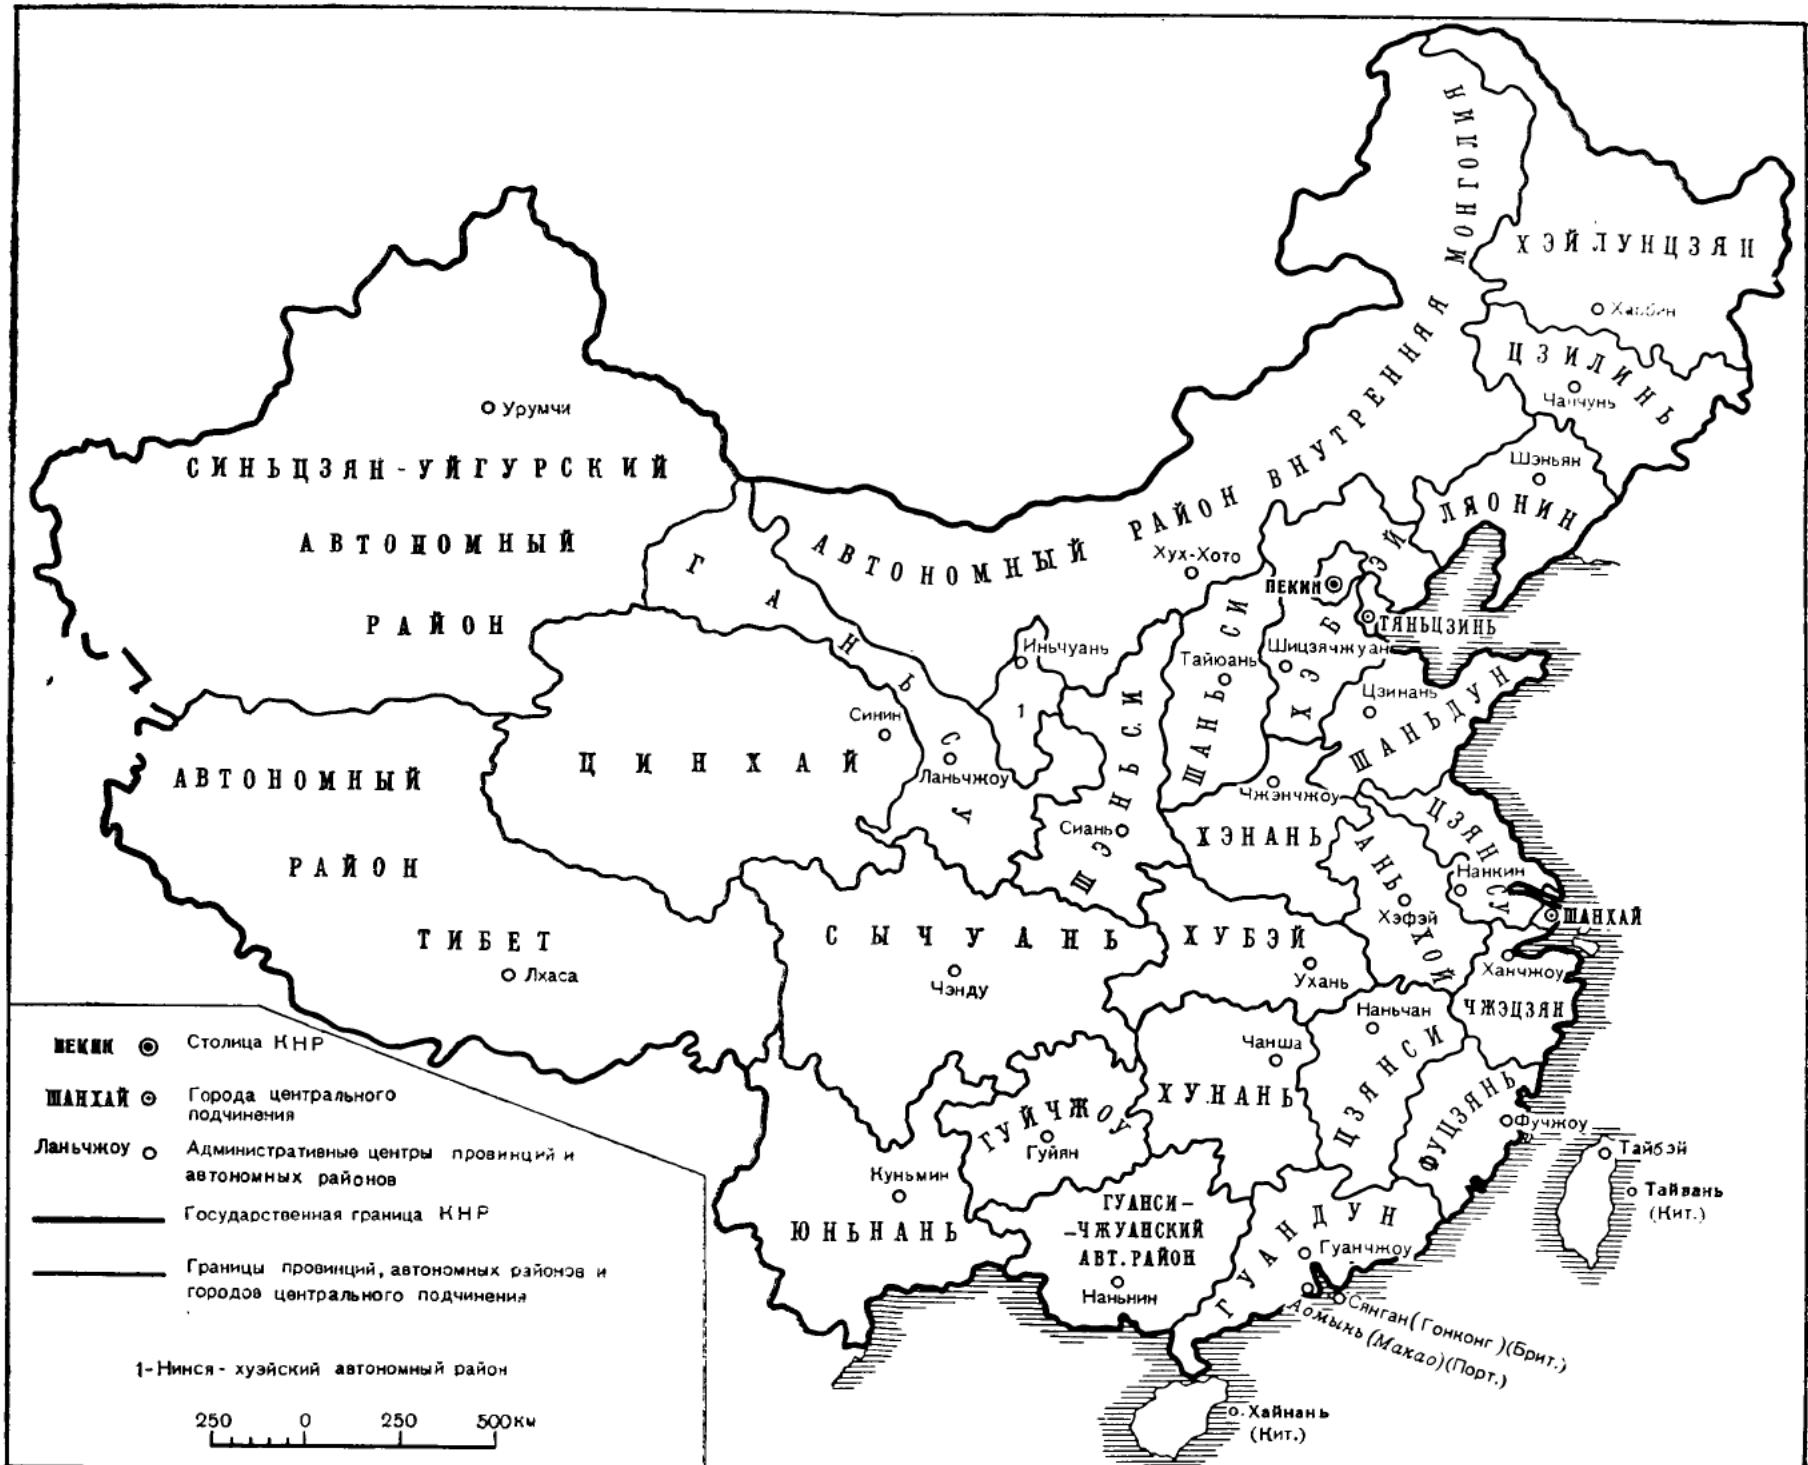 МОНГОЛИЯ
ХЭЙЛУНЦЗЯН
Харбин
ЦЗИЛИНЬ
Чанчунь
Урумчи
СИНЬЦЗЯН-УЙГУРСКИЙ
АВТОНОМНЫЙ
РАЙОН
АВТОНОМНЫЙ РАЙОН ВНУТРЕННЯЯ
Шэньян
ЛЯОНИН
Хух-Хото
ПЕКИН
ТЯНЬЦЗИНЬ
ХЭБЭЙ
Шицзячжуан
ГАНЬСУ
Иньчуань
1
Тайюань
ШАНЬСИ
Цзинань
ШАНЬДУН
Синин
ЦИНХАЙ
Ланьчжоу
ШЭНЬСИ
Сиань
Чжэнчжоу
ХЭНАНЬ
ЦЗЯНСУ
Нанкин
АНЬХОЙ
Хэфэй
ШАНХАЙ
АВТОНОМНЫЙ
РАЙОН
ТИБЕТ
Лхаса
СЫЧУАНЬ
Чэнду
ХУБЭЙ
Ухань
Ханчжоу
ЧЖЭЦЗЯН
Наньчан
ЦЗЯНСИ
Чанша
ХУНАНЬ
ГУЙЧЖОУ
Гуйян
ФУЦЗЯНЬ
Фучжоу
Тайбэй
Тайвань
(Кит.)
Куньмин
ЮНЬНАНЬ
ГУАНСИ-
-ЧЖУАНСКИЙ
АВТ. РАЙОН
Наньнин
ГУАНДУН
Гуанчжоу
Сянган (Гонконг) (Брит.)
Аомынь (Макао) (Порт.)
Хайнань
(Кит.)
ПЕКИН Столица КНР
ШАНХАЙ Города центрального
подчинения
Ланьчжоу Административные центры провинций и
автономных районов
Государственная граница КНР
Границы провинций, автономных районов и
городов центрального подчинения
1-Нинся-хуэйский автономный район
250 0 250 500км